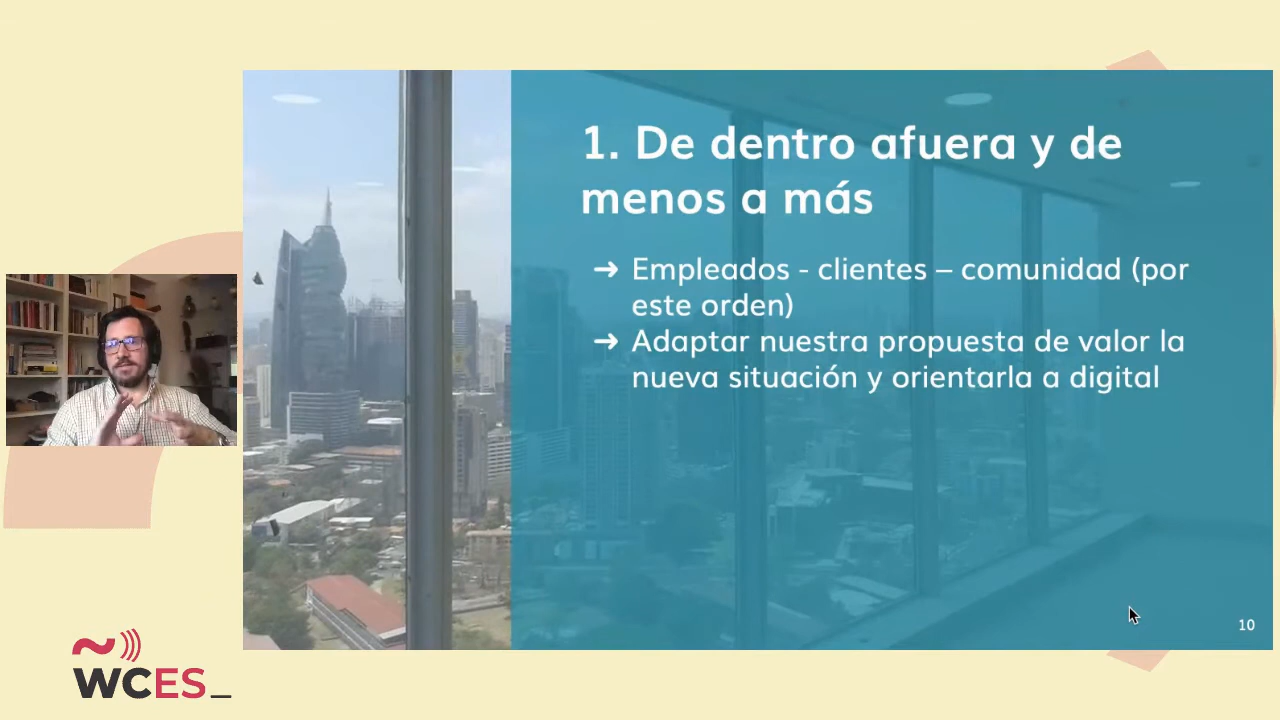 1. De dentro afuera y de
menos a más
➜ Empleados - clientes – comunidad (por
este orden)
➜ Adaptar nuestra propuesta de valor la
nueva situación y orientarla a digital
10
WCES_